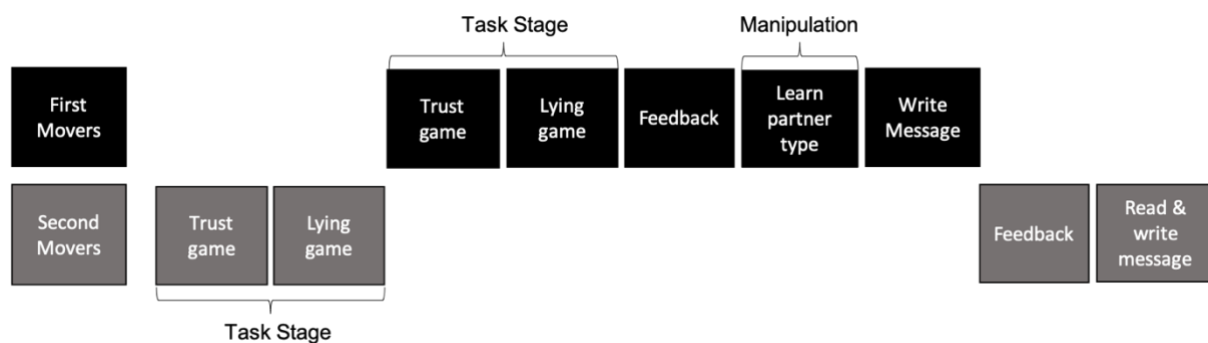 Task Stage
Manipulation
First
Movers
Trust
game
Lying
game
Feedback
Learn
partner
type
Write
Message
Second
Movers
Trust
game
Lying
game
Feedback
Read &
write
message
Task Stage